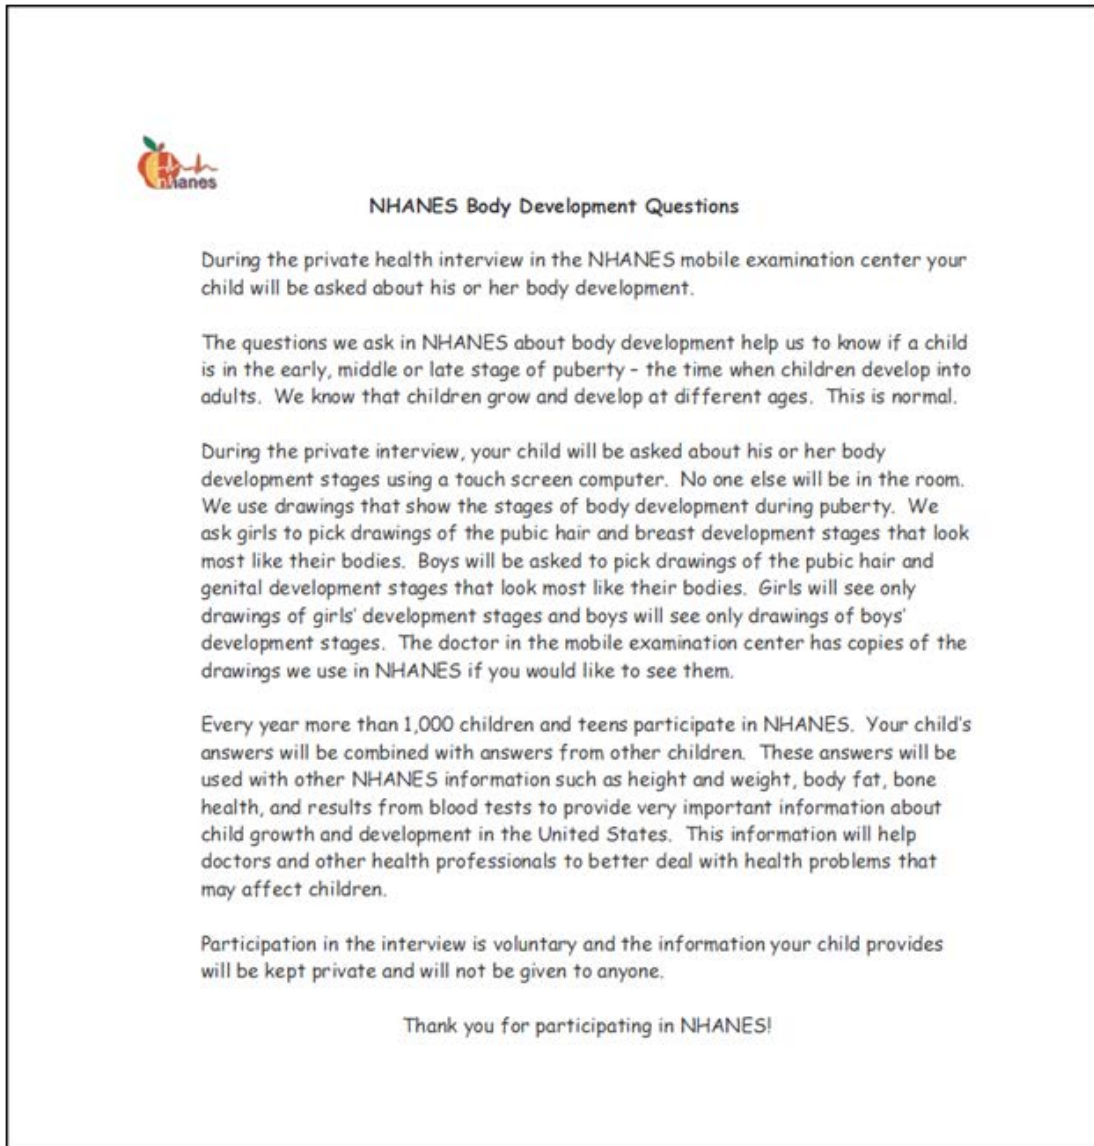 nhanes
NHANES Body Development Questions
During the private health interview in the NHANES mobile examination center your
child will be asked about his or her body development.
The questions we ask in NHANES about body development help us to know if a child
is in the early, middle or late stage of puberty – the time when children develop into
adults. We know that children grow and develop at different ages. This is normal.
During the private interview, your child will be asked about his or her body
development stages using a touch screen computer. No one else will be in the room.
We use drawings that show the stages of body development during puberty. We
ask girls to pick drawings of the pubic hair and breast development stages that look
most like their bodies. Boys will be asked to pick drawings of the pubic hair and
genital development stages that look most like their bodies. Girls will see only
drawings of girls' development stages and boys will see only drawings of boys'
development stages. The doctor in the mobile examination center has copies of the
drawings we use in NHANES if you would like to see them.
Every year more than 1,000 children and teens participate in NHANES. Your child's
answers will be combined with answers from other children. These answers will be
used with other NHANES information such as height and weight, body fat, bone
health, and results from blood tests to provide very important information about
child growth and development in the United States. This information will help
doctors and other health professionals to better deal with health problems that
may affect children.
Participation in the interview is voluntary and the information your child provides
will be kept private and will not be given to anyone.
Thank you for participating in NHANES!